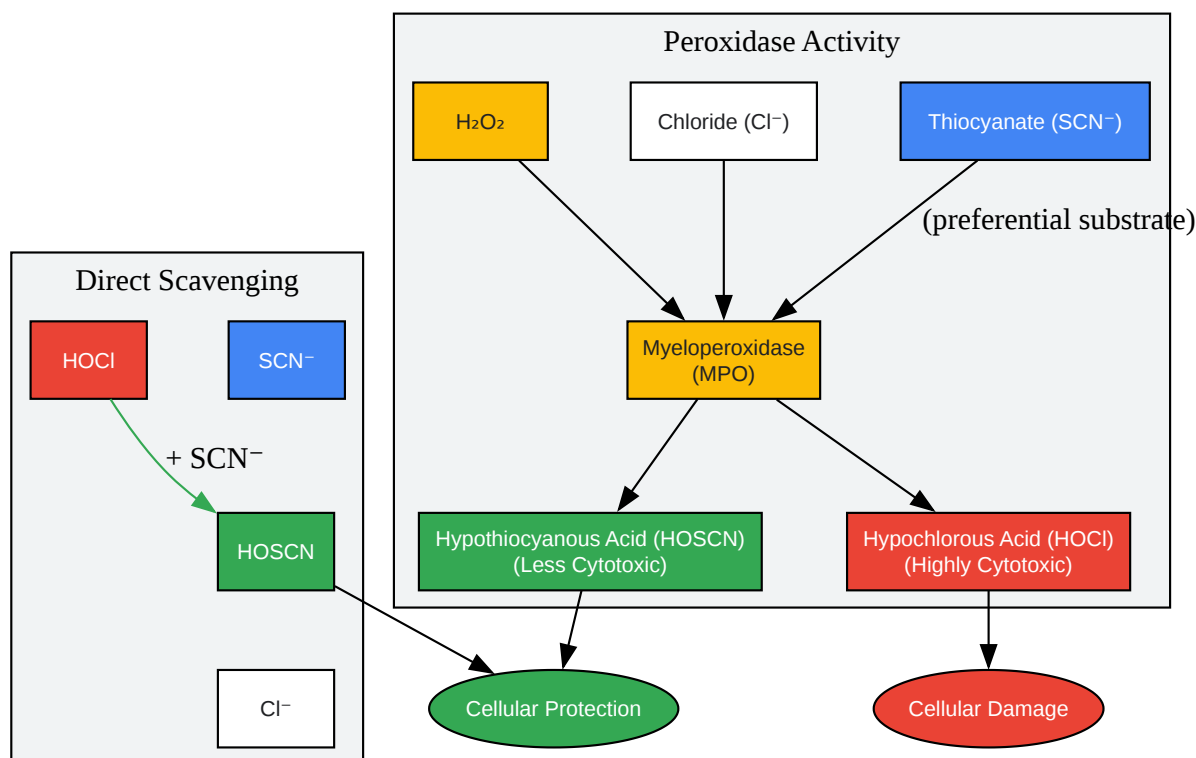 Peroxidase Activity
H₂O₂
Chloride (Cl⁻)
Thiocyanate (SCN⁻)
(preferential substrate)
Direct Scavenging
HOCl
SCN⁻
Myeloperoxidase
(MPO)
+ SCN⁻
HOSCN
Hypothiocyanous Acid (HOSCN)
(Less Cytotoxic)
Hypochlorous Acid (HOCl)
(Highly Cytotoxic)
Cl⁻
Cellular Protection
Cellular Damage